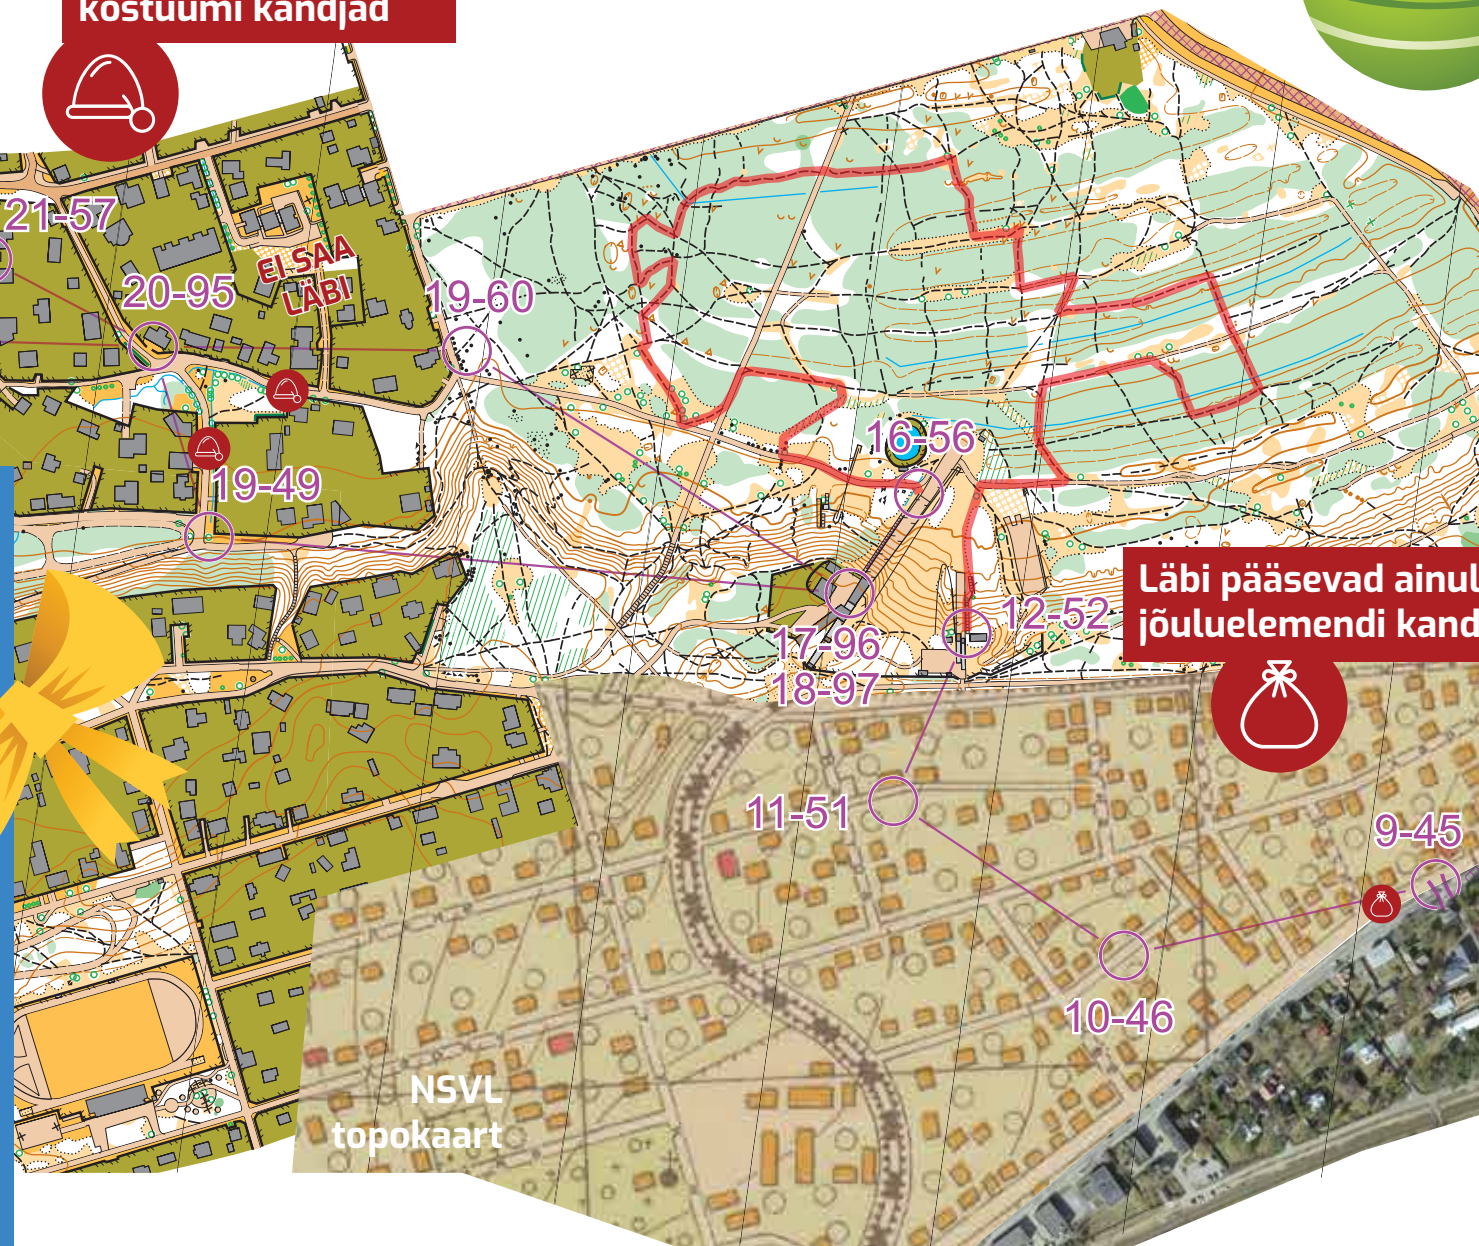 kostüümi kandjad
21-57
EI SAA
LÄBI
20-95
19-60
16-56
19-49
Läbi pääsevad ainul
jõuluelemendi kand
12-52
17-96
18-97
11-51
9-45
10-46
NSVL
topokaart